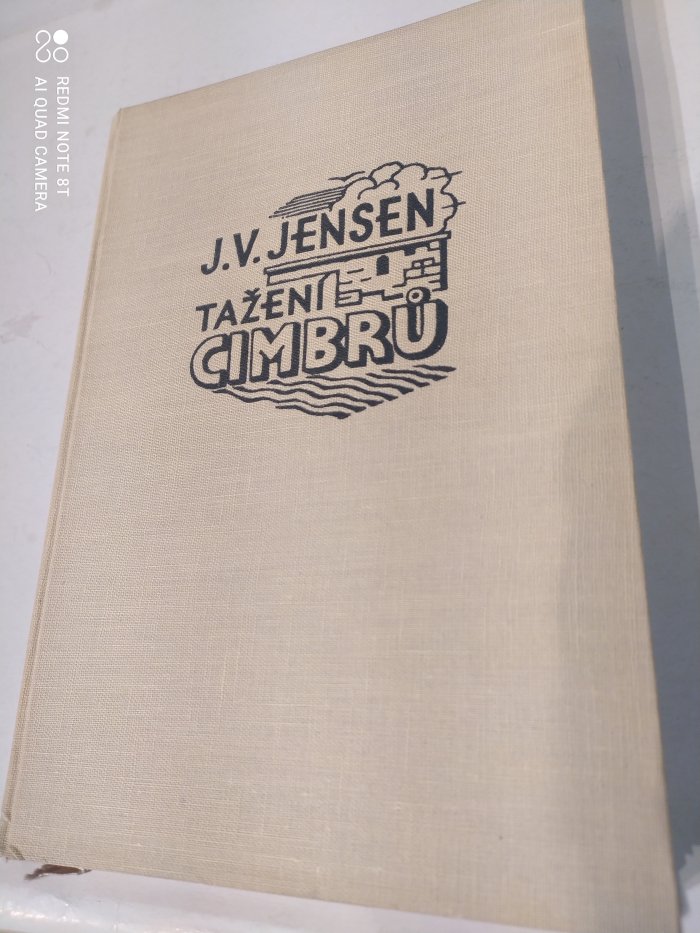 REDMI NOTE 8T
AI QUAD CAMERA
J.V. JENSEN
TAŽENÍ
CIMBRŮ